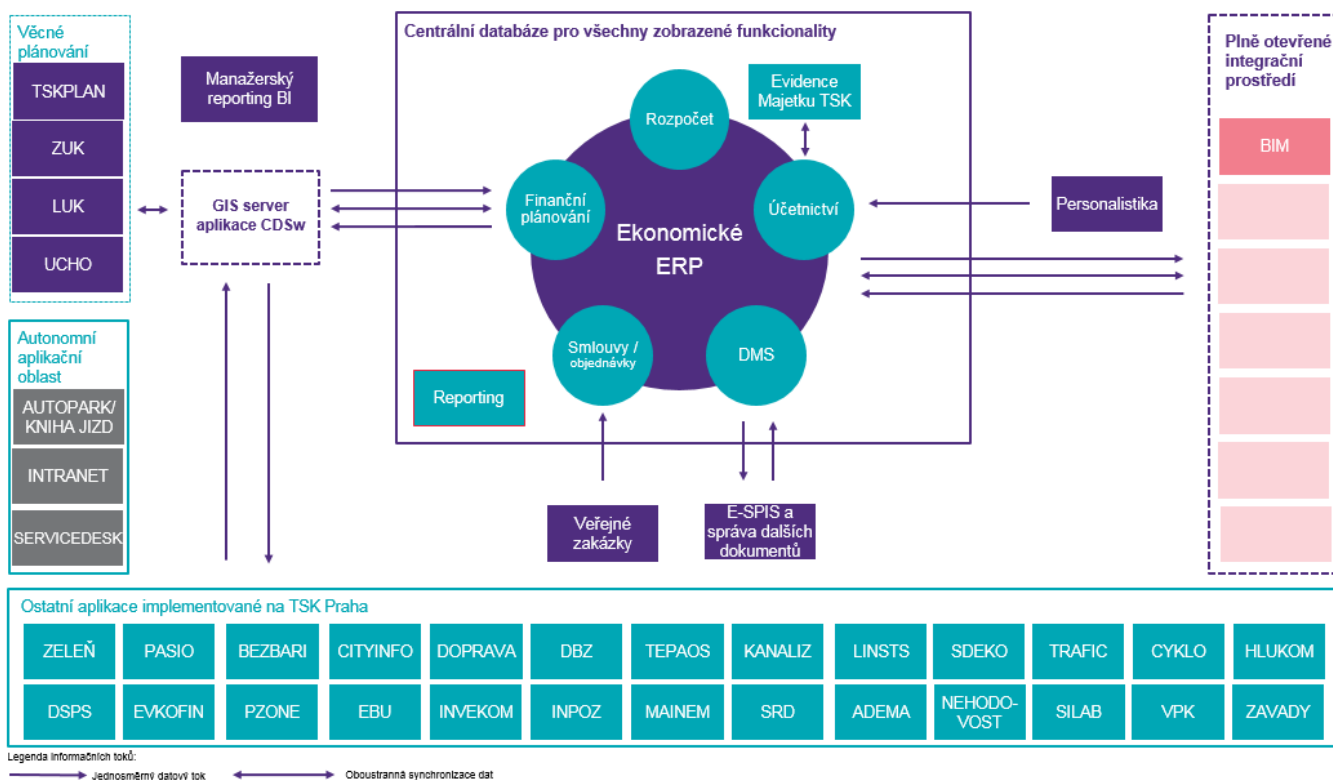 Věcné
plánování
TSKPLAN
ZUK
LUK
UCHO
Manažerský
reporting BI
GIS server
aplikace CDSw
Autonomní
aplikační
oblast
AUTOPARK/
KNIHA JIZD
INTRANET
SERVICEDESK
Centrální databáze pro všechny zobrazené funkcionality
Rozpočet
Evidence
Majetku TSK
Finanční
plánování
Účetnictví
Ekonomické
ERP
Smlouvy /
objednávky
DMS
Reporting
Veřejné
zakázky
E-SPIS a
správa dalších
dokumentů
Personalistika
Plně otevřené
integrační
prostředí
BIM
Ostatní aplikace implementované na TSK Praha
ZELEŇ PASIO BEZBARI CITYINFO DOPRAVA DBZ TEPAOS KANALIZ LINSTS SDEKO TRAFIC CYKLO HLUKOM
DSPS EVKOFIN PZONE EBU INVEKOM INPOZ MAINEM SRD ADEMA NEHODO-
VOST SILAB VPK ZAVADY
Legenda informačních toků:
Jednosměrný datový tok Oboustranná synchronizace dat